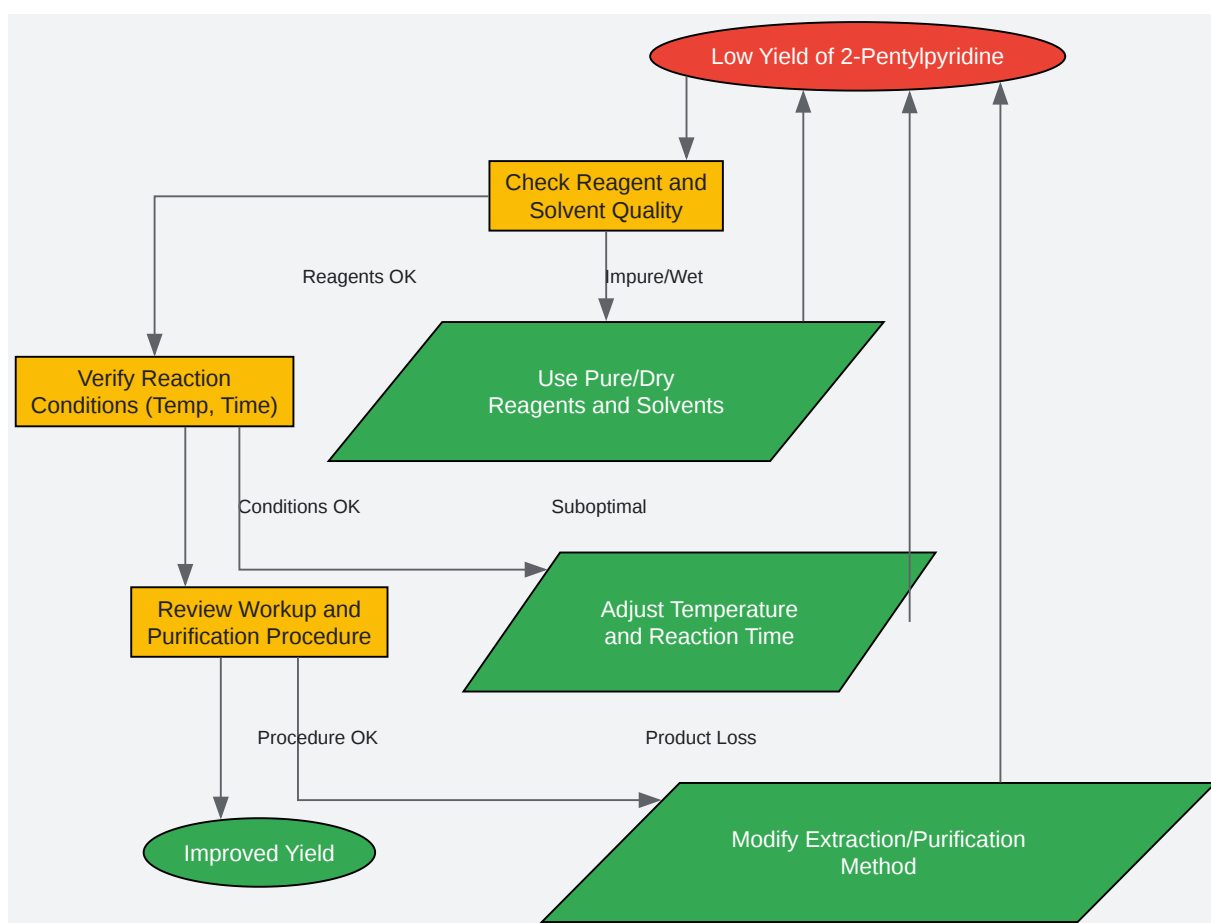 Low Yield of 2-Pentylpyridine
Check Reagent and
Solvent Quality
Reagents OK
Impure/Wet
Verify Reaction
Conditions (Temp, Time)
Use Pure/Dry
Reagents and Solvents
Conditions OK
Suboptimal
Review Workup and
Purification Procedure
Adjust Temperature
and Reaction Time
Procedure OK
Product Loss
Improved Yield
Modify Extraction/Purification
Method